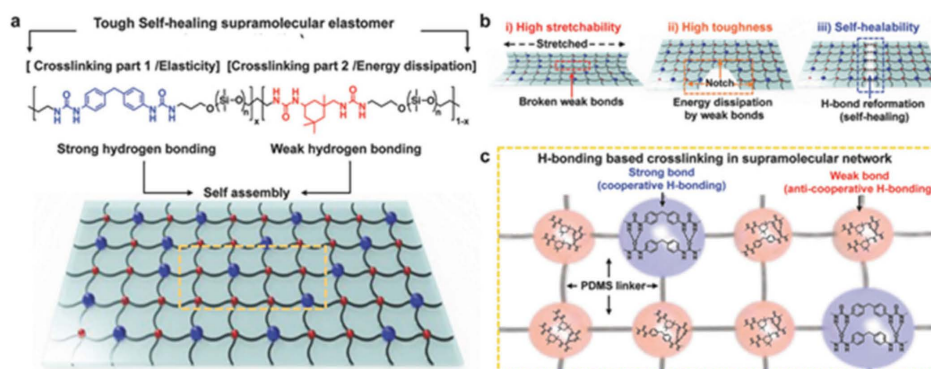 a
Tough Self-healing supramolecular elastomer
[ Crosslinking part 1 /Elasticity] [Crosslinking part 2 /Energy dissipation]
Strong hydrogen bonding
Weak hydrogen bonding
Self assembly
b
i) High stretchability
Stretched
Broken weak bonds
ii) High toughness
Notch
Energy dissipation
by weak bonds
iii) Self-healability
H-bond reformation
(self-healing)
c
H-bonding based crosslinking in supramolecular network
Strong bond
(cooperative H-bonding)
Weak bond
(anti-cooperative H-bonding)
PDMS linker